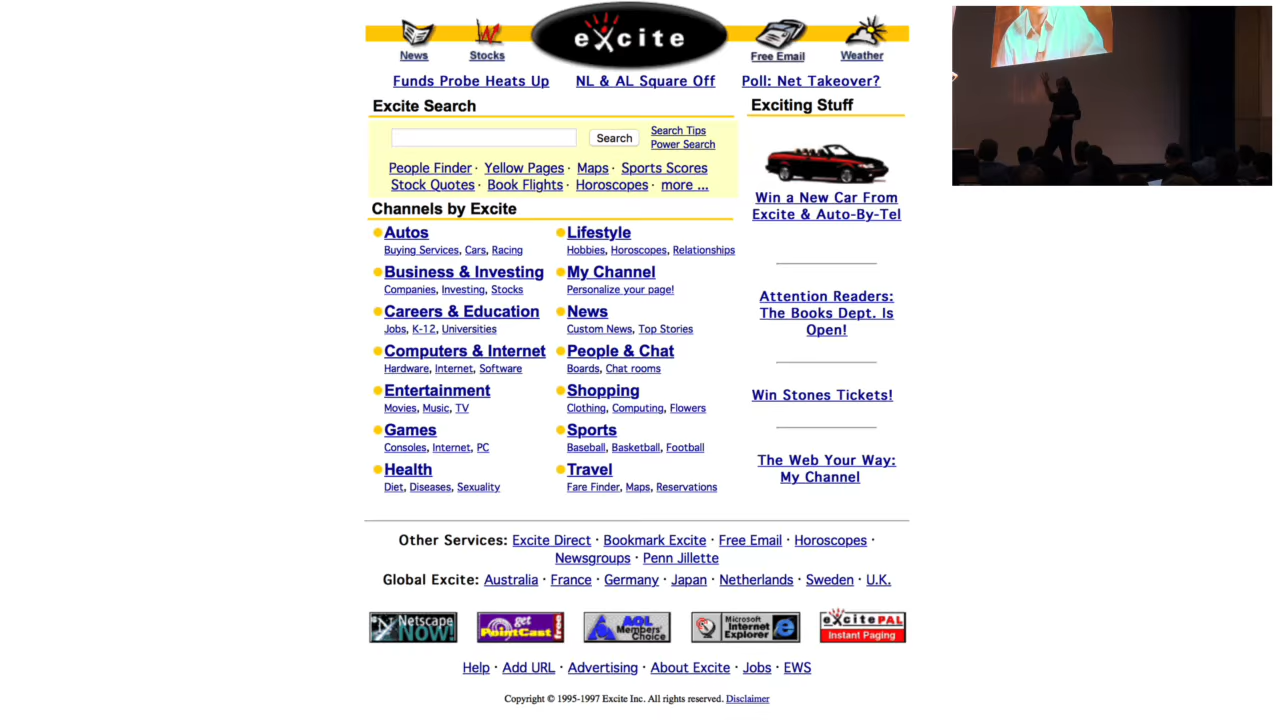 excite
News
Stocks
Free Email
Weather
Funds Probe Heats Up
NL & AL Square Off
Poll: Net Takeover?
Excite Search
Search
Search Tips
Power Search
People Finder · Yellow Pages · Maps · Sports Scores
Stock Quotes · Book Flights · Horoscopes · more ...
Channels by Excite
Autos
Buying Services, Cars, Racing
Business & Investing
Companies, Investing, Stocks
Careers & Education
Jobs, K-12, Universities
Computers & Internet
Hardware, Internet, Software
Entertainment
Movies, Music, TV
Games
Consoles, Internet, PC
Health
Diet, Diseases, Sexuality
Lifestyle
Hobbies, Horoscopes, Relationships
My Channel
Personalize your page!
News
Custom News, Top Stories
People & Chat
Boards, Chat rooms
Shopping
Clothing, Computing, Flowers
Sports
Baseball, Basketball, Football
Travel
Fare Finder, Maps, Reservations
Exciting Stuff
Win a New Car From
Excite & Auto-By-Tel
Attention Readers:
The Books Dept. Is
Open!
Win Stones Tickets!
The Web Your Way:
My Channel
Other Services: Excite Direct · Bookmark Excite · Free Email · Horoscopes ·
Newsgroups · Penn Jillette
Global Excite: Australia · France · Germany · Japan · Netherlands · Sweden · U.K.
Netscape
Now!
get
PointCast
free
AOL
Members'
Choice
Microsoft
Internet
Explorer
excite PAL
Instant Paging
Help · Add URL · Advertising · About Excite · Jobs · EWS
Copyright © 1995-1997 Excite Inc. All rights reserved. Disclaimer